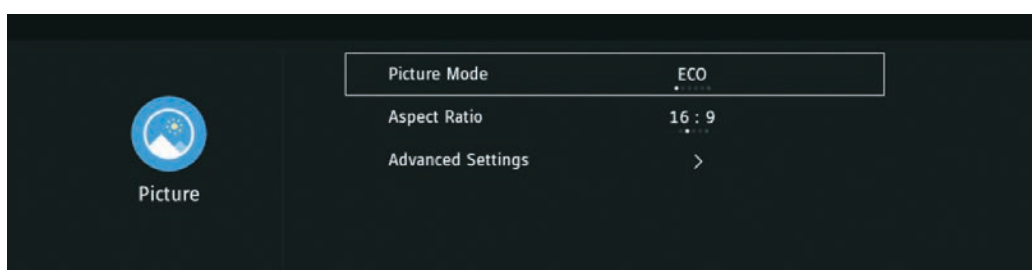 Picture Mode ECO
Aspect Ratio 16 : 9
Advanced Settings >
Picture